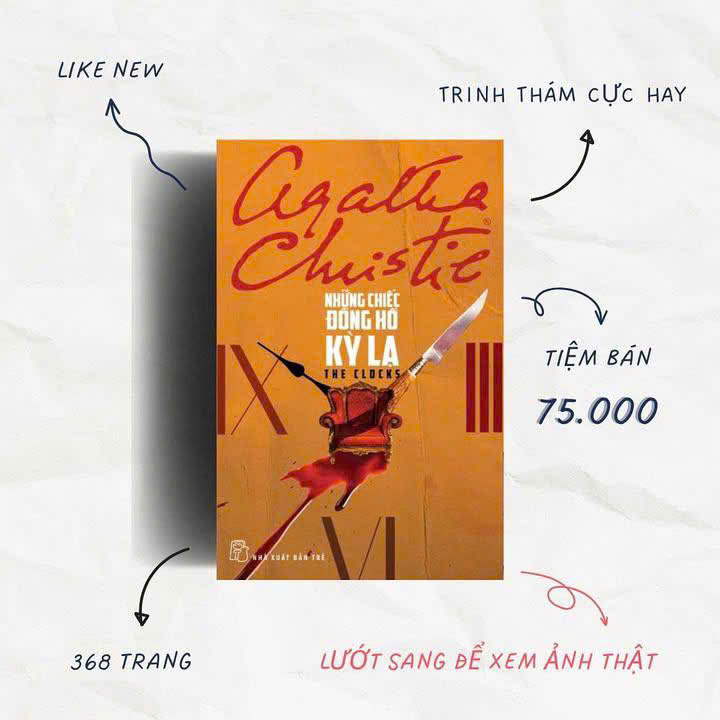 LIKE NEW
TRINH THÁM CỰC HAY
Agatha
Christie®
NHỮNG CHIẾC
ĐỒNG HỒ
KỲ LẠ
THE CLOCKS
IX
III
VI
NHÀ XUẤT BẢN TRẺ
TIỆM BÁN
75.000
368 TRANG
LƯỚT SANG ĐỂ XEM ẢNH THẬT